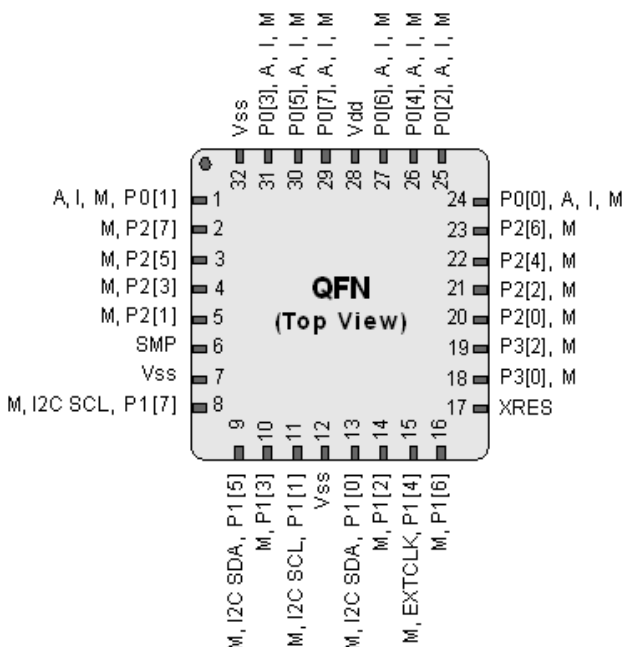 Vss
P0[3], A, I, M
P0[5], A, I, M
P0[7], A, I, M
Vdd
P0[6], A, I, M
P0[4], A, I, M
P0[2], A, I, M
32
31
30
29
28
27
26
25
A, I, M, P0[1]
M, P2[7]
M, P2[5]
M, P2[3]
M, P2[1]
SMP
Vss
M, I2C SCL, P1[7]
1
2
3
4
5
6
7
8
QFN
(Top View)
24
23
22
21
20
19
18
17
P0[0], A, I, M
P2[6], M
P2[4], M
P2[2], M
P2[0], M
P3[2], M
P3[0], M
XRES
9
10
11
12
13
14
15
16
M, I2C SDA, P1[5]
M, P1[3]
M, I2C SCL, P1[1]
Vss
M, I2C SDA, P1[0]
M, P1[2]
M, EXTCLK, P1[4]
M, P1[6]